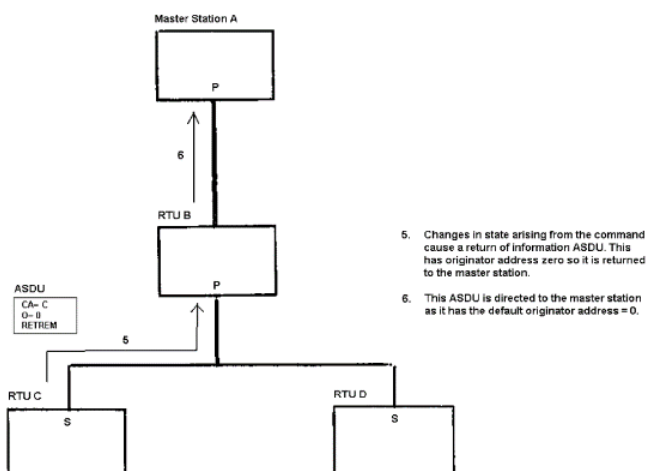 Master Station A
P
6
RTU B
P
5. Changes in state arising from the command
cause a return of information ASDU. This
has originator address zero so it is returned
to the master station.
6. This ASDU is directed to the master station
as it has the default originator address = 0.
ASDU
CA= C
O= 0
RETREM
5
RTU C
S
RTU D
S